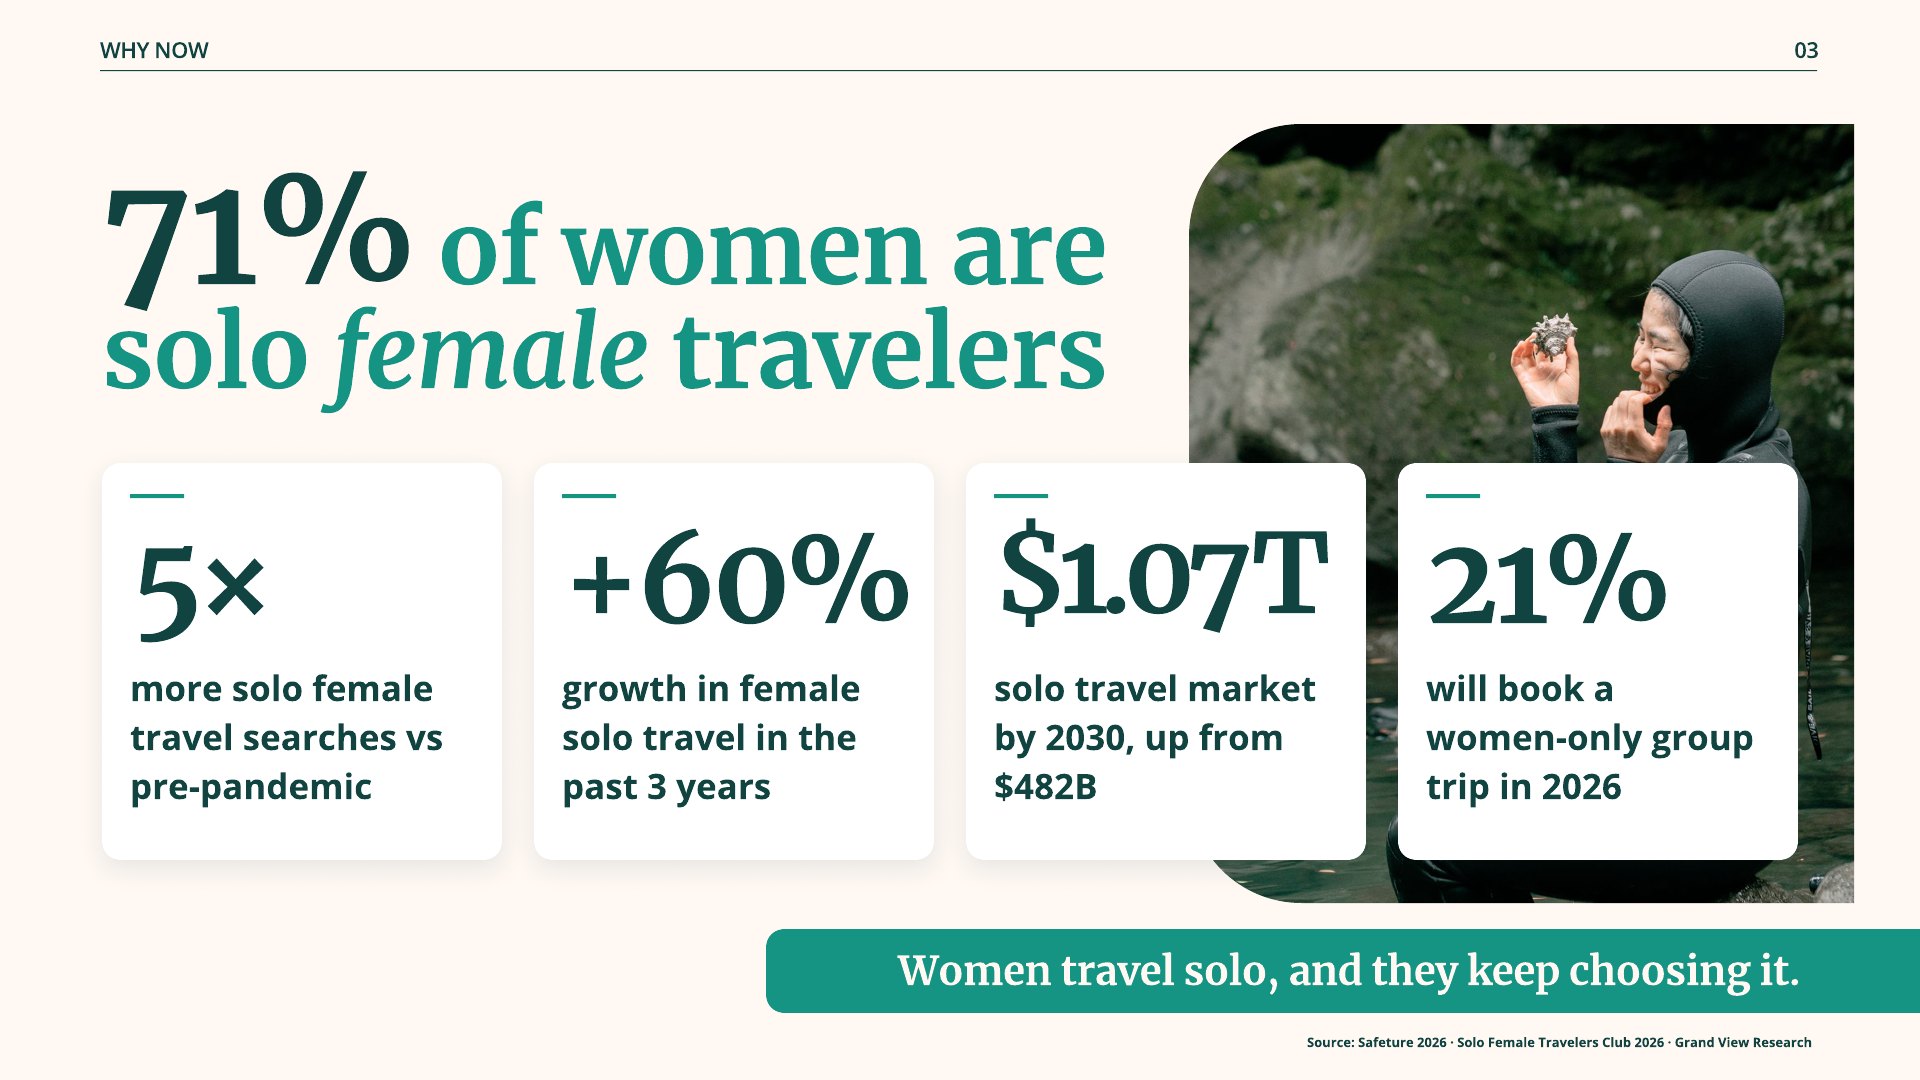 WHY NOW
03
71% of women are
solo female travelers
5×
more solo female
travel searches vs
pre-pandemic
+60%
growth in female
solo travel in the
past 3 years
$1.07T
solo travel market
by 2030, up from
$482B
21%
will book a
women-only group
trip in 2026
Women travel solo, and they keep choosing it.
Source: Safeture 2026 · Solo Female Travelers Club 2026 · Grand View Research